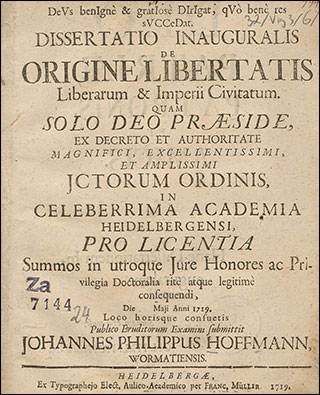 DeVs benIgnè & gratIosè DIrIgat, qVò benè res
sVCCeDat.
DISSERTATIO INAUGURALIS
DE
ORIGINE LIBERTATIS
Liberarum & Imperii Civitatum.
QUAM
SOLO DEO PRÆSIDE,
EX DECRETO ET AUTHORITATE
MAGNIFICI, EXCELLENTISSIMI,
ET AMPLISSIMI
JCTORUM ORDINIS,
IN
CELEBERRIMA ACADEMIA
HEIDELBERGENSI,
PRO LICENTIA
Summos in utroque Jure Honores ac Pri-
vilegia Doctoralia ritè atque legitimè
consequendi,
Die Maji Anni 1719.
Loco horisque consuetis
Publico Eruditorum Examini submittit
JOHANNES PHILIPPUS HOFFMANN,
WORMATIENSIS.
HEIDELBERGÆ,
Ex Typographejo Elect. Aulico-Academico per FRANC. MÜLLER. 1719.
Za
7144
24